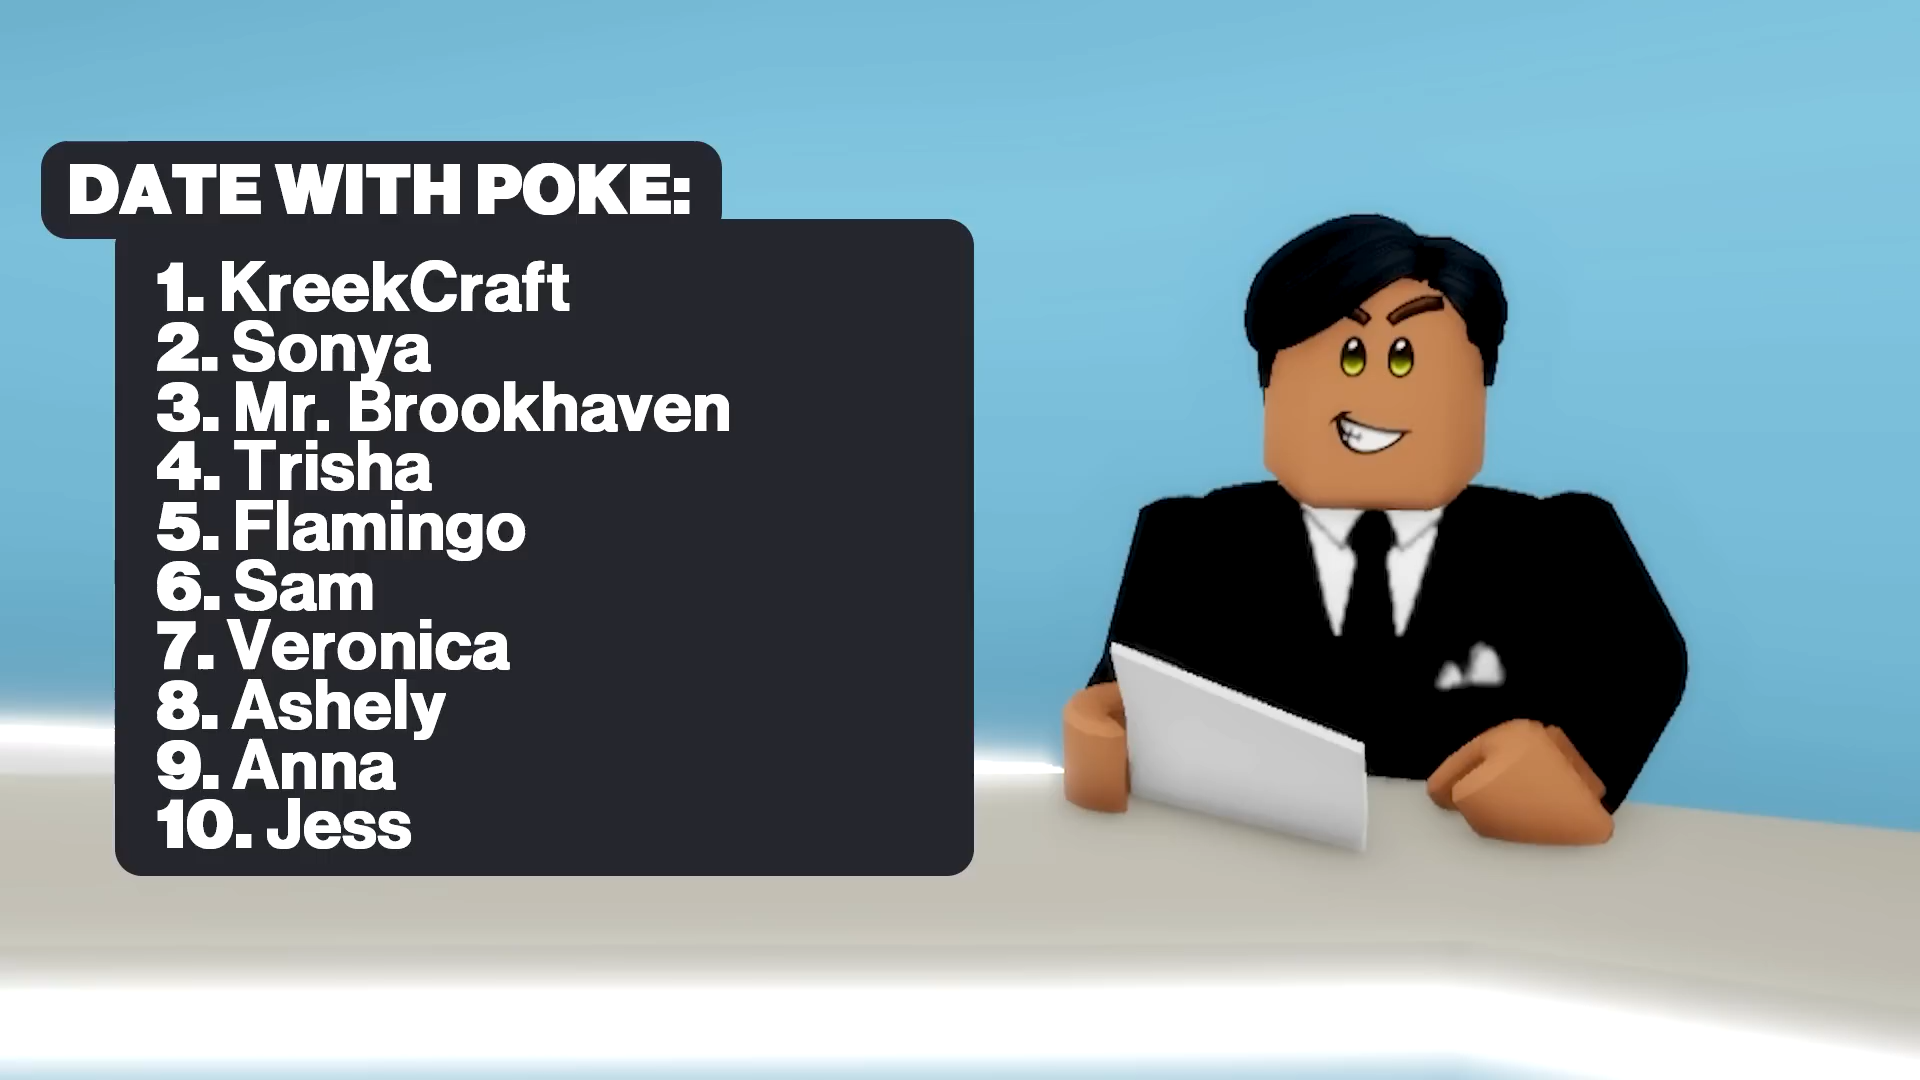 DATE WITH POKE:
1. KreekCraft
2. Sonya
3. Mr. Brookhaven
4. Trisha
5. Flamingo
6. Sam
7. Veronica
8. Ashely
9. Anna
10. Jess